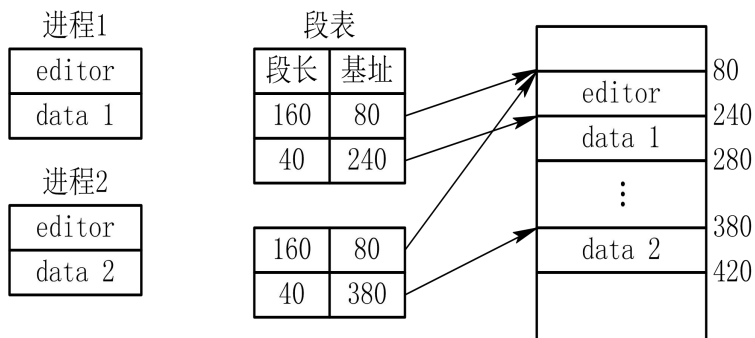 进程1
editor
data 1
进程2
editor
data 2
段表
段长 基址
160 80
40 240
160 80
40 380
80
editor
240
data 1
280
⋮
380
data 2
420